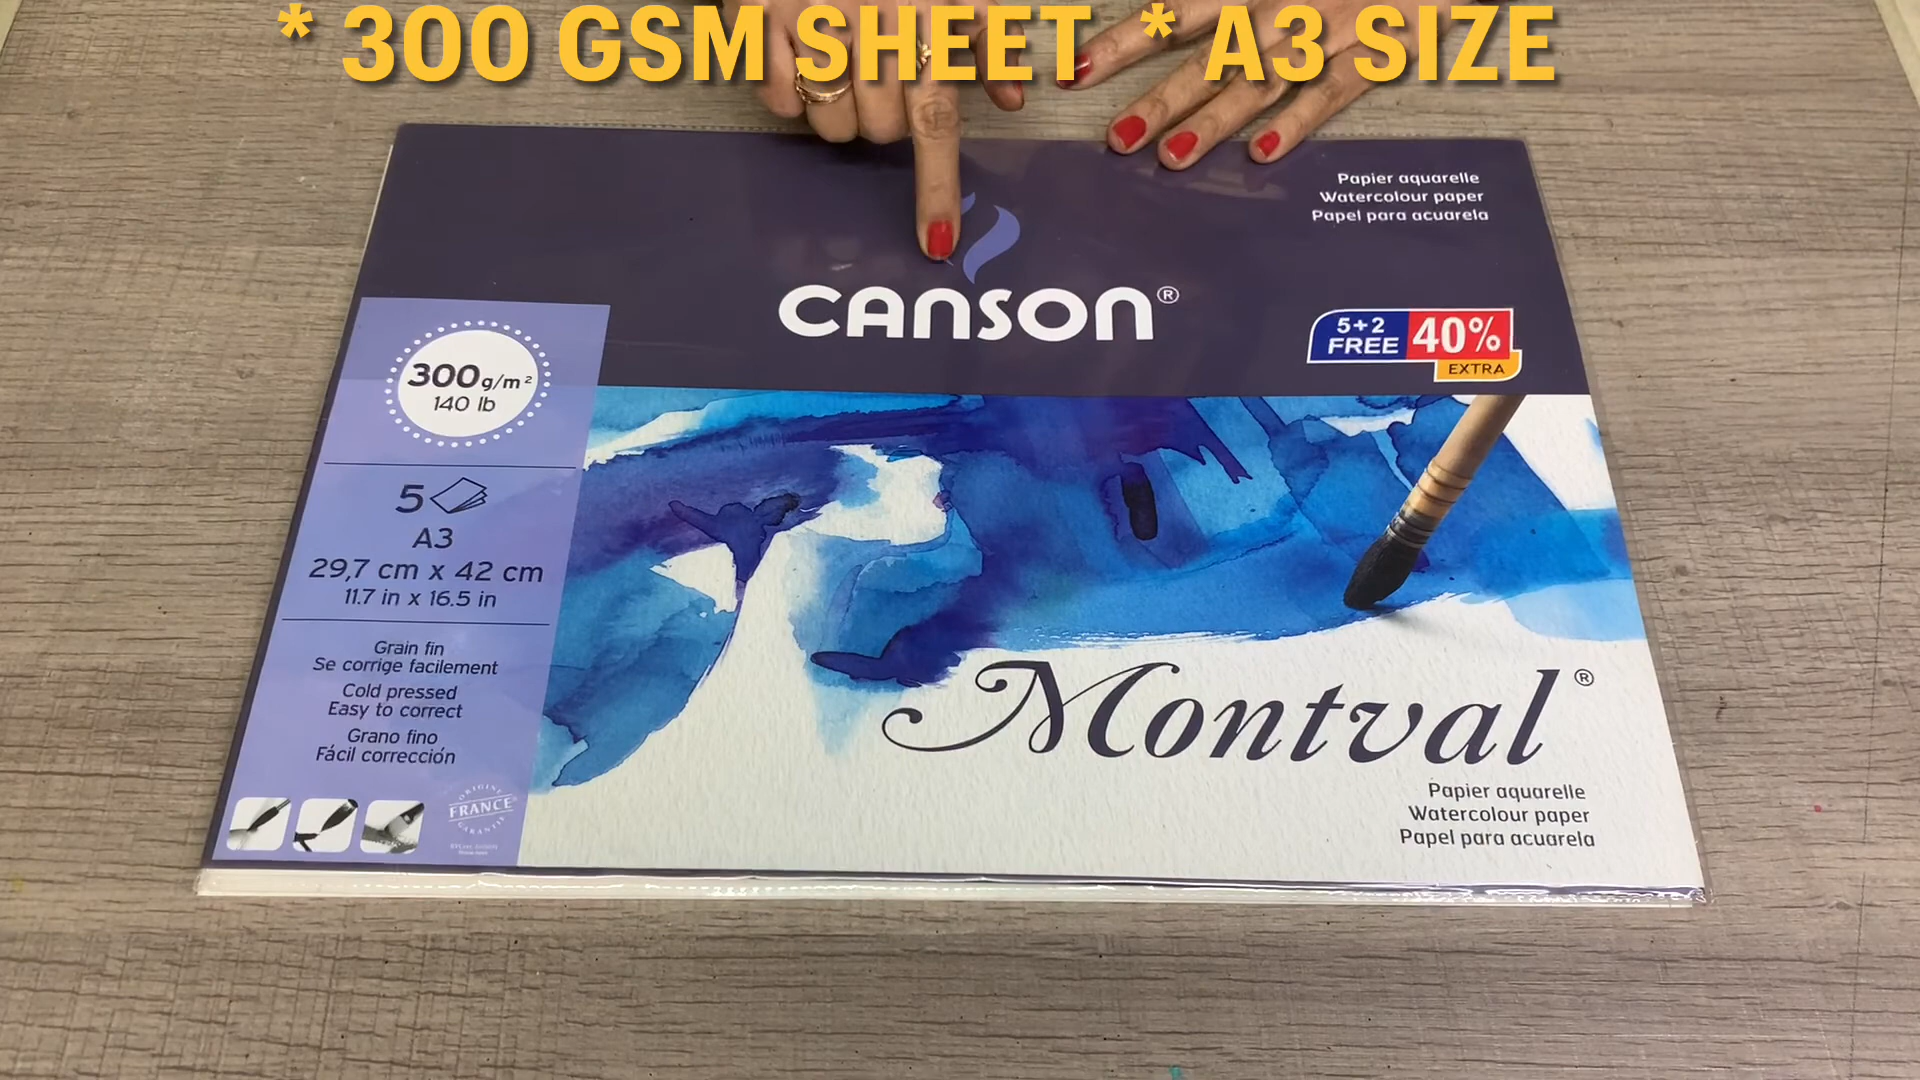 * 300 GSM SHEET * A3 SIZE
Papier aquarelle
Watercolour paper
Papel para acuarela
CANSON®
5+2
FREE
40%
EXTRA
300 g/m²
140 lb
5
A3
29,7 cm x 42 cm
11.7 in x 16.5 in
Grain fin
Se corrige facilement
Cold pressed
Easy to correct
Grano fino
Fácil corrección
ORIGINE
FRANCE
GARANTIE
Montval®
Papier aquarelle
Watercolour paper
Papel para acuarela